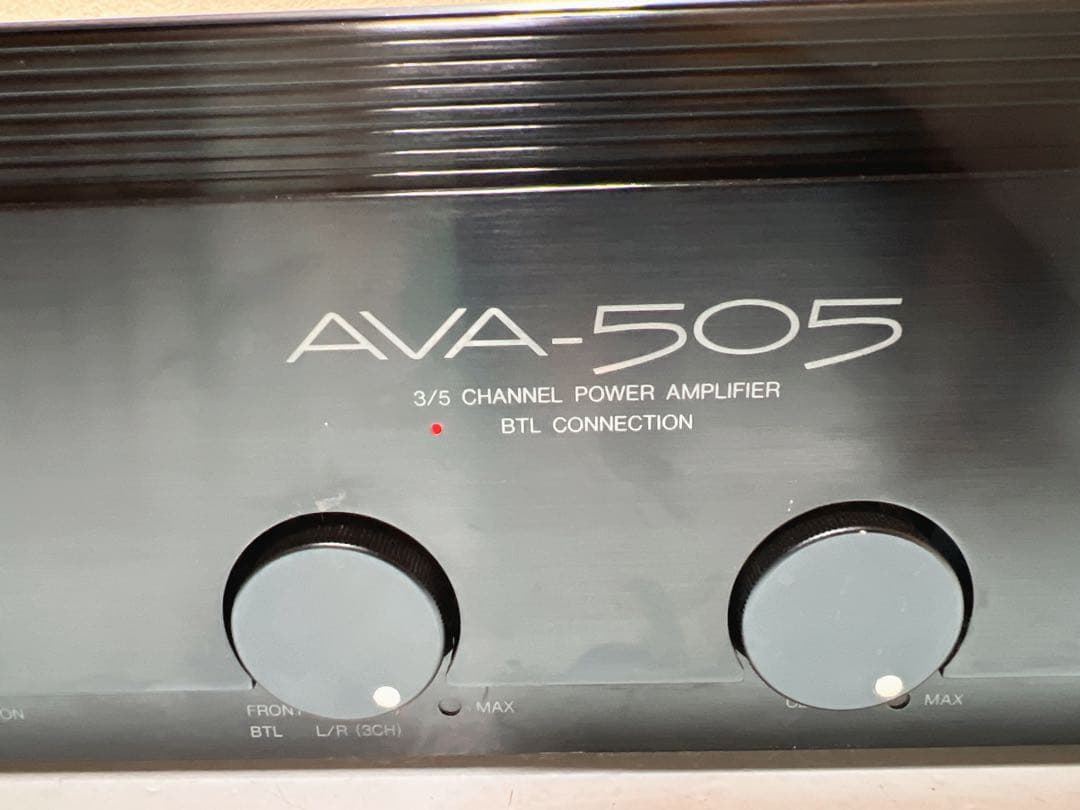 AVA-505
3/5 CHANNEL POWER AMPLIFIER
BTL CONNECTION
MAX
MAX
BTL L/R (3CH)